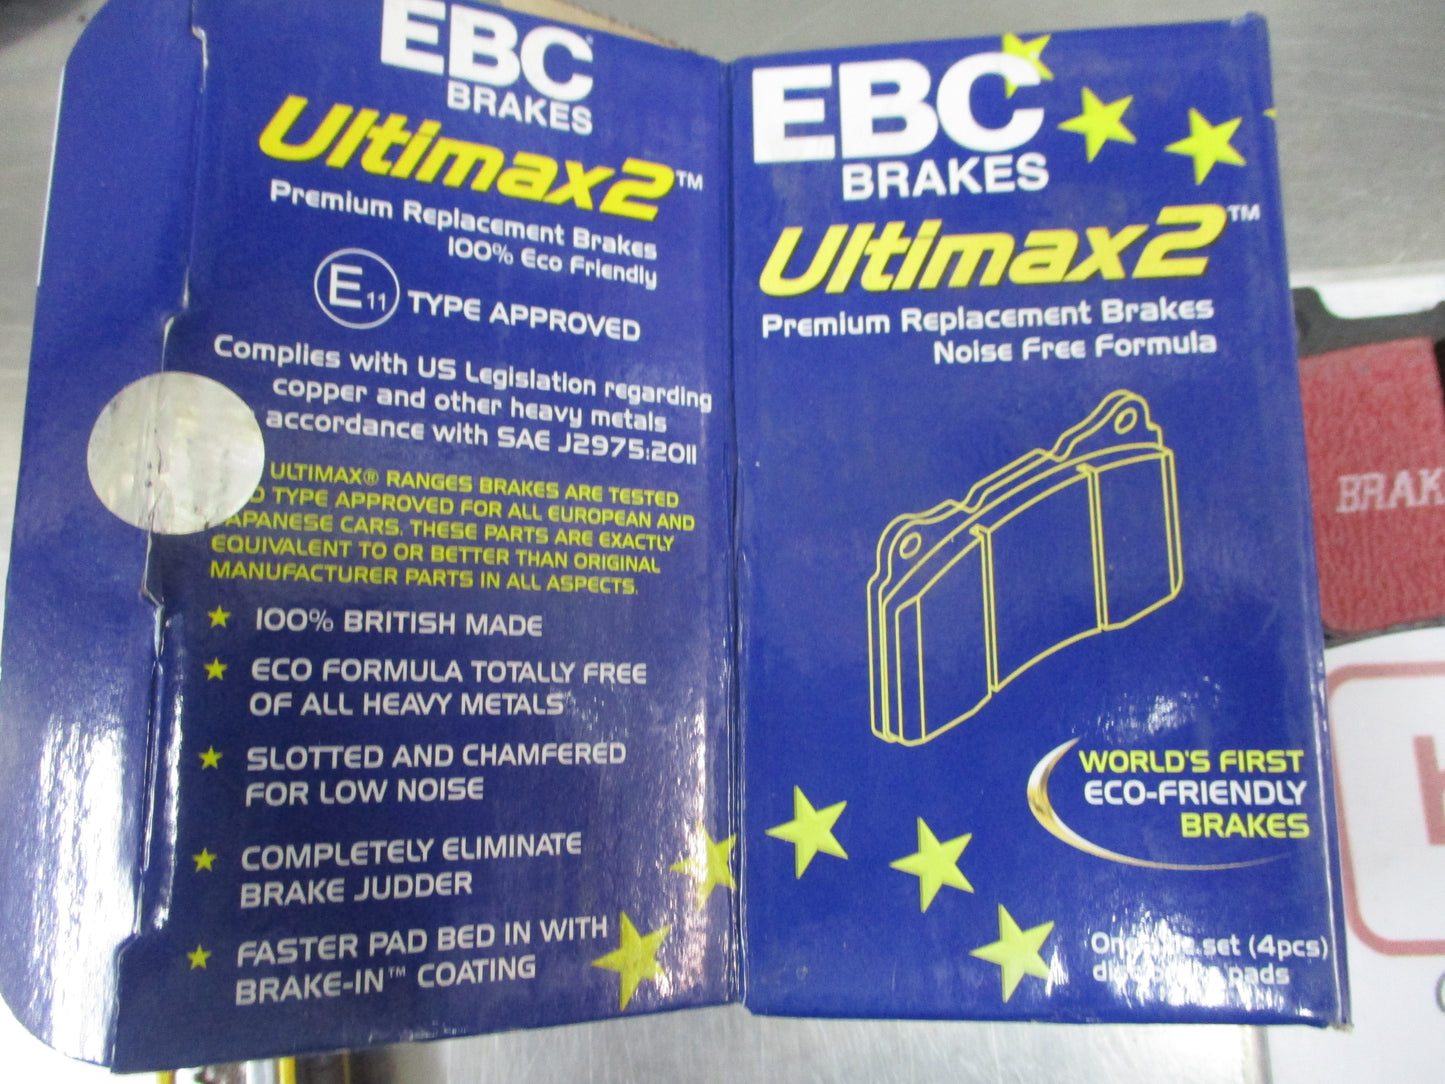 EBC
BRAKES
Ultimax2™
Premium Replacement Brakes
100% Eco Friendly
E11 TYPE APPROVED
Complies with US Legislation regarding
copper and other heavy metals
accordance with SAE J2975:2011
ULTIMAX® RANGES BRAKES ARE TESTED
TYPE APPROVED FOR ALL EUROPEAN AND
JAPANESE CARS. THESE PARTS ARE EXACTLY
EQUIVALENT TO OR BETTER THAN ORIGINAL
MANUFACTURER PARTS IN ALL ASPECTS.
100% BRITISH MADE
ECO FORMULA TOTALLY FREE
OF ALL HEAVY METALS
SLOTTED AND CHAMFERED
FOR LOW NOISE
COMPLETELY ELIMINATE
BRAKE JUDDER
FASTER PAD BED IN WITH
BRAKE-IN™ COATING
EBC
BRAKES
Ultimax2™
Premium Replacement Brakes
Noise Free Formula
WORLD'S FIRST
ECO-FRIENDLY
BRAKES
One axle set (4pcs)
disc brake pads
BRAK